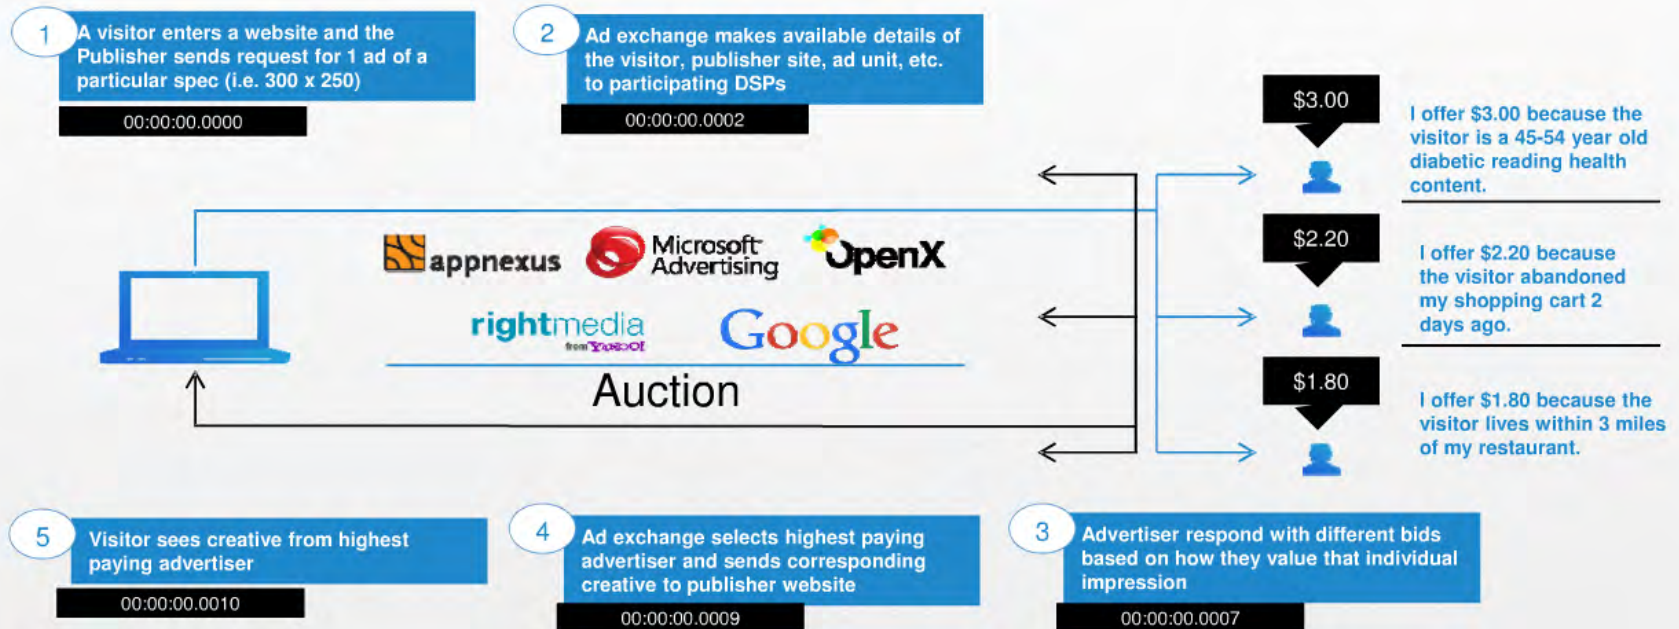 1
A visitor enters a website and the
Publisher sends request for 1 ad of a
particular spec (i.e. 300 x 250)
00:00:00.0000
2
Ad exchange makes available details of
the visitor, publisher site, ad unit, etc.
to participating DSPs
00:00:00.0002
$3.00
I offer $3.00 because the
visitor is a 45-54 year old
diabetic reading health
content.
appnexus
Microsoft
Advertising
OpenX
$2.20
I offer $2.20 because
the visitor abandoned
my shopping cart 2
days ago.
rightmedia
from YAHOO!
Google
Auction
$1.80
I offer $1.80 because the
visitor lives within 3 miles
of my restaurant.
5
Visitor sees creative from highest
paying advertiser
00:00:00.0010
4
Ad exchange selects highest paying
advertiser and sends corresponding
creative to publisher website
00:00:00.0009
3
Advertiser respond with different bids
based on how they value that individual
impression
00:00:00.0007